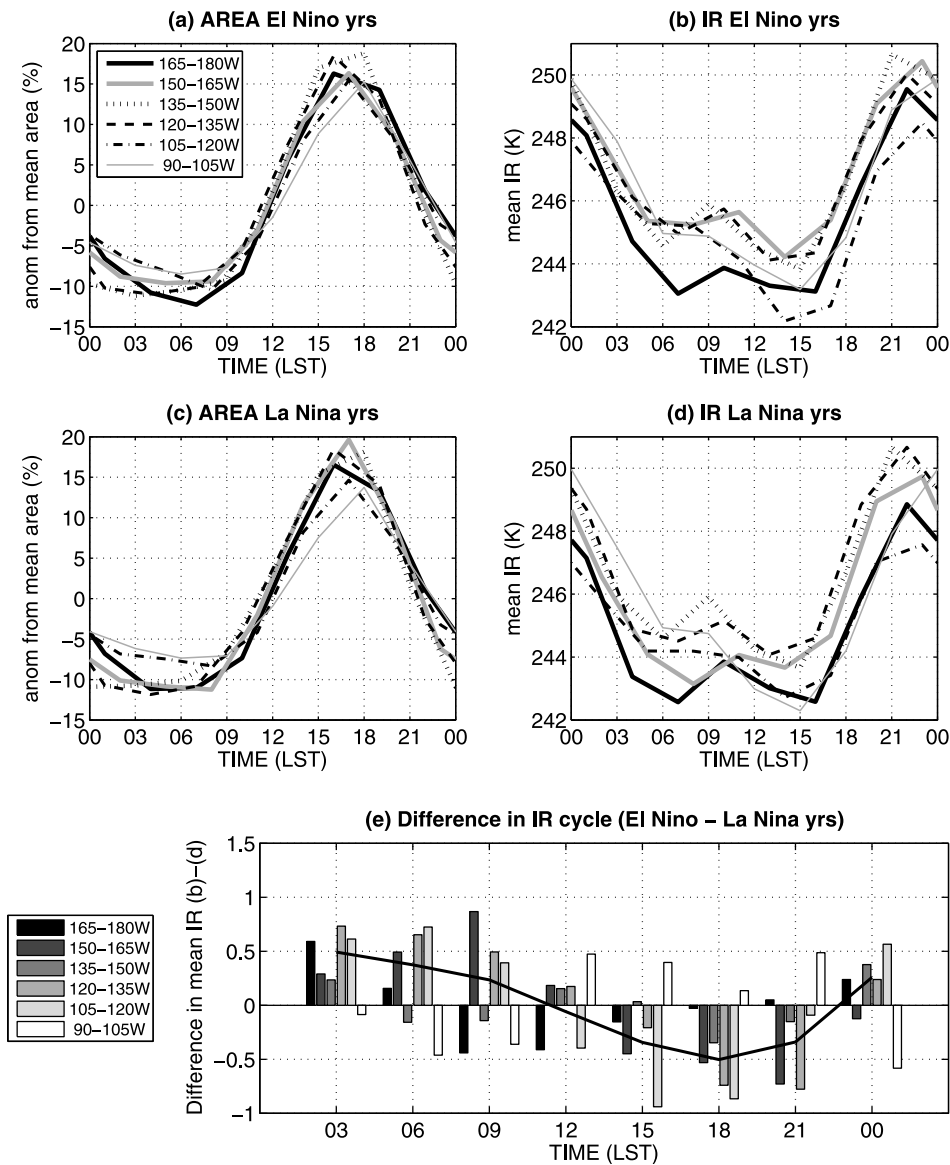 (a) AREA El Nino yrs
anom from mean area (%)
20
15
10
5
0
−5
−10
−15
165−180W
150−165W
135−150W
120−135W
105−120W
90−105W
00 03 06 09 12 15 18 21 00
TIME (LST)
(b) IR El Nino yrs
mean IR (K)
250
248
246
244
242
00 03 06 09 12 15 18 21 00
TIME (LST)
(c) AREA La Nina yrs
anom from mean area (%)
20
15
10
5
0
−5
−10
−15
00 03 06 09 12 15 18 21 00
TIME (LST)
(d) IR La Nina yrs
mean IR (K)
250
248
246
244
242
00 03 06 09 12 15 18 21 00
TIME (LST)
(e) Difference in IR cycle (El Nino − La Nina yrs)
165−180W
150−165W
135−150W
120−135W
105−120W
90−105W
Difference in mean IR (b)−(d)
1.5
1
0.5
0
−0.5
−1
03 06 09 12 15 18 21 00
TIME (LST)